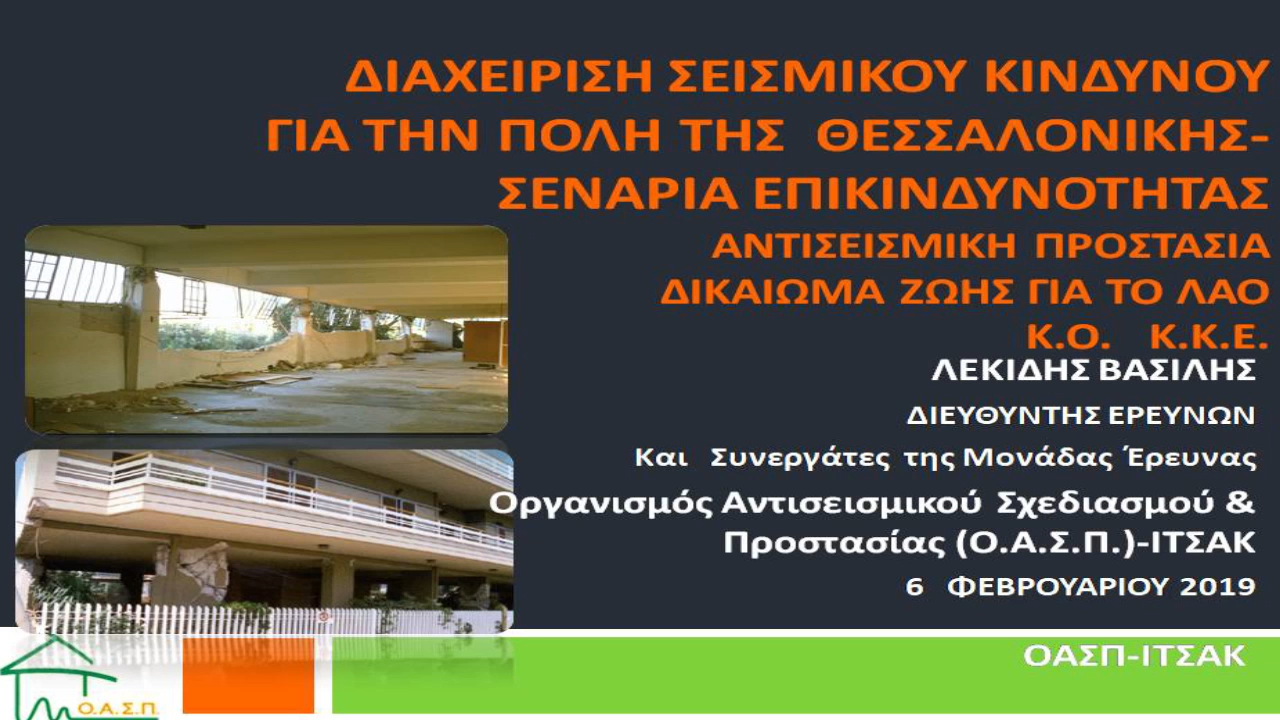 ΔΙΑΧΕΙΡΙΣΗ ΣΕΙΣΜΙΚΟΥ ΚΙΝΔΥΝΟΥ
ΓΙΑ ΤΗΝ ΠΟΛΗ ΤΗΣ ΘΕΣΣΑΛΟΝΙΚΗΣ-
ΣΕΝΑΡΙΑ ΕΠΙΚΙΝΔΥΝΟΤΗΤΑΣ
ΑΝΤΙΣΕΙΣΜΙΚΗ ΠΡΟΣΤΑΣΙΑ
ΔΙΚΑΙΩΜΑ ΖΩΗΣ ΓΙΑ ΤΟ ΛΑΟ
Κ.Ο. Κ.Κ.Ε.
ΛΕΚΙΔΗΣ ΒΑΣΙΛΗΣ
ΔΙΕΥΘΥΝΤΗΣ ΕΡΕΥΝΩΝ
Και Συνεργάτες της Μονάδας Έρευνας
Οργανισμός Αντισεισμικού Σχεδιασμού &
Προστασίας (Ο.Α.Σ.Π.)-ΙΤΣΑΚ
6 ΦΕΒΡΟΥΑΡΙΟΥ 2019
ΟΑΣΠ-ΙΤΣΑΚ
Ο.Α.Σ.Π.